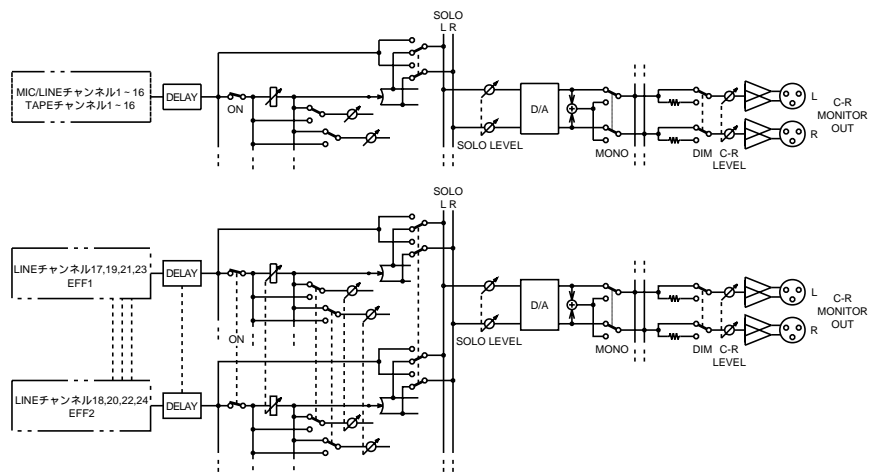 SOLO
L R
MIC/LINEチャンネル1~16
TAPEチャンネル1~16
DELAY
ON
SOLO LEVEL
D/A
MONO
DIM
C-R
LEVEL
L
R
C-R
MONITOR
OUT
SOLO
L R
LINEチャンネル17,19,21,23
EFF1
DELAY
ON
SOLO LEVEL
D/A
MONO
DIM
C-R
LEVEL
L
R
C-R
MONITOR
OUT
LINEチャンネル18,20,22,24
EFF2
DELAY